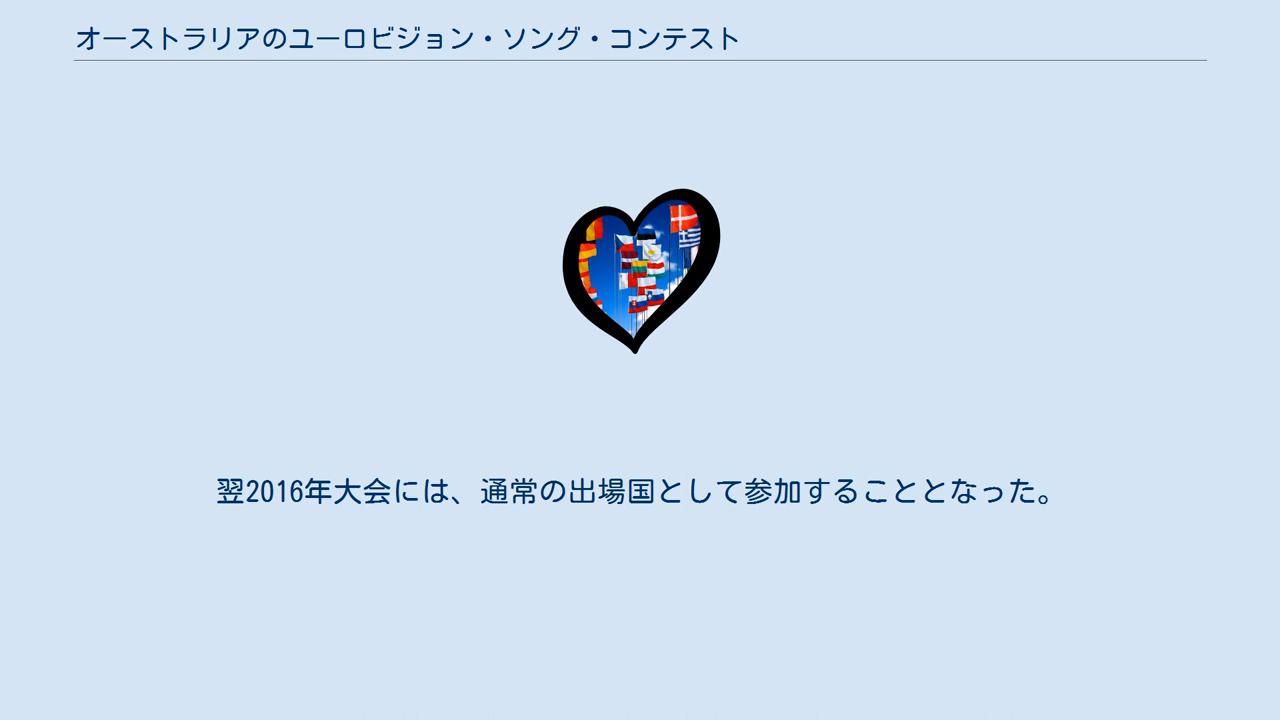 オーストラリアのユーロビジョン・ソング・コンテスト
翌2016年大会には、通常の出場国として参加することとなった。